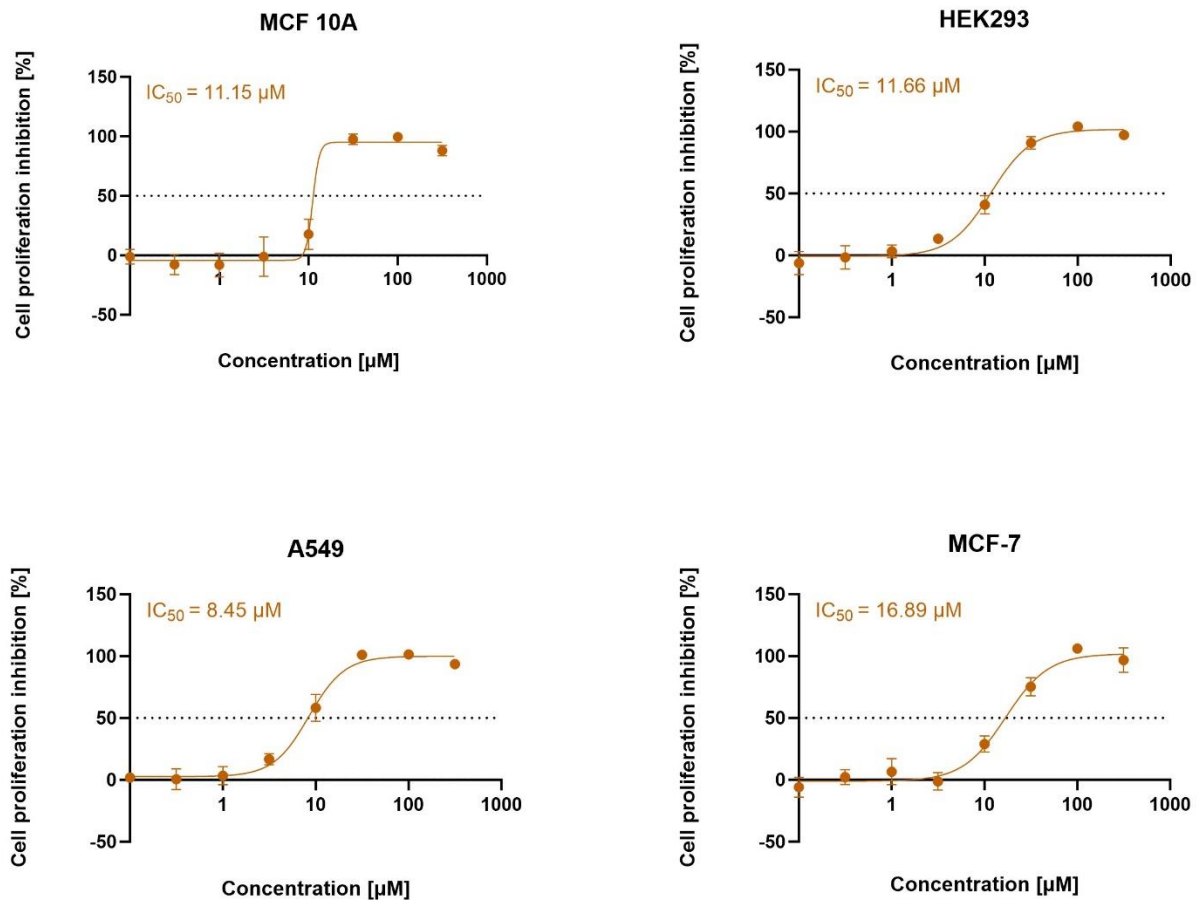 MCF 10A
Cell proliferation inhibition [%]
150
100
50
0
-50
IC50 = 11.15 µM
1
10
100
1000
Concentration [µM]
HEK293
Cell proliferation inhibition [%]
150
100
50
0
-50
IC50 = 11.66 µM
1
10
100
1000
Concentration [µM]
A549
Cell proliferation inhibition [%]
150
100
50
0
-50
IC50 = 8.45 µM
1
10
100
1000
Concentration [µM]
MCF-7
Cell proliferation inhibition [%]
150
100
50
0
-50
IC50 = 16.89 µM
1
10
100
1000
Concentration [µM]